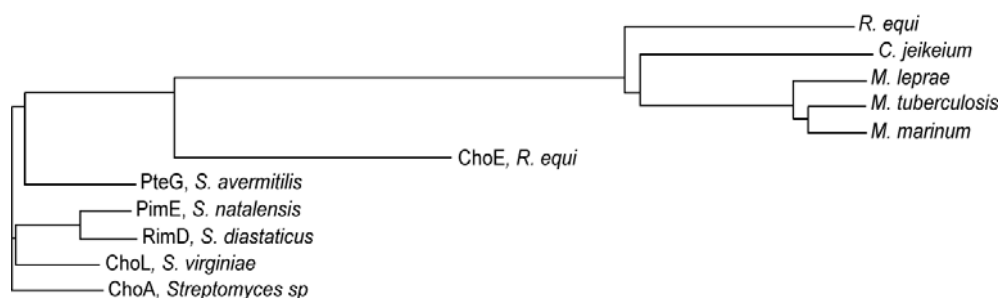 R. equi
C. jeikeium
M. leprae
M. tuberculosis
M. marinum
ChoE, R. equi
PteG, S. avermitilis
PimE, S. natalensis
RimD, S. diastaticus
ChoL, S. virginiae
ChoA, Streptomyces sp